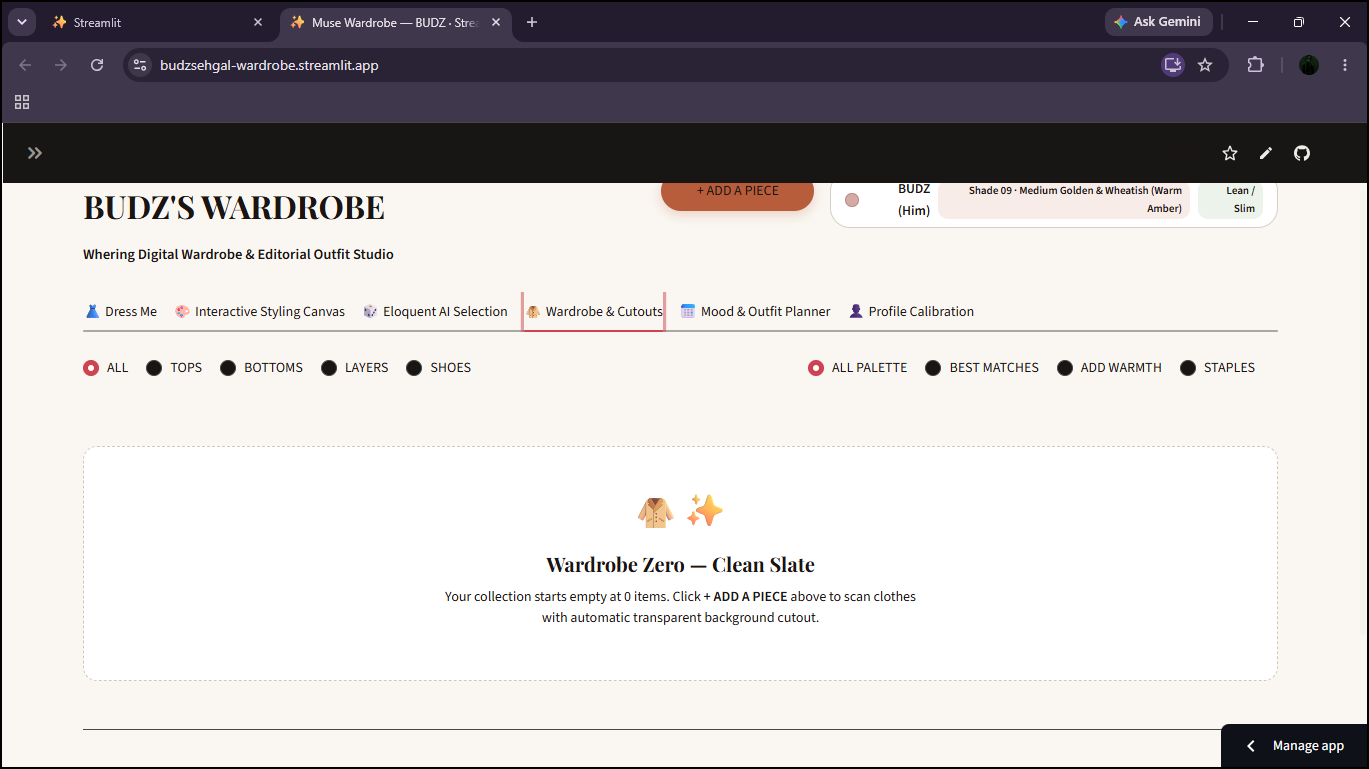 Streamlit
Muse Wardrobe — BUDZ · Strea
Ask Gemini
budzsehgal-wardrobe.streamlit.app
BUDZ'S WARDROBE
+ ADD A PIECE
BUDZ
(Him)
Shade 09 · Medium Golden & Wheatish (Warm
Amber)
Lean /
Slim
Whering Digital Wardrobe & Editorial Outfit Studio
Dress Me
Interactive Styling Canvas
Eloquent AI Selection
Wardrobe & Cutouts
Mood & Outfit Planner
Profile Calibration
ALL
TOPS
BOTTOMS
LAYERS
SHOES
ALL PALETTE
BEST MATCHES
ADD WARMTH
STAPLES
Wardrobe Zero — Clean Slate
Your collection starts empty at 0 items. Click + ADD A PIECE above to scan clothes
with automatic transparent background cutout.
Manage app